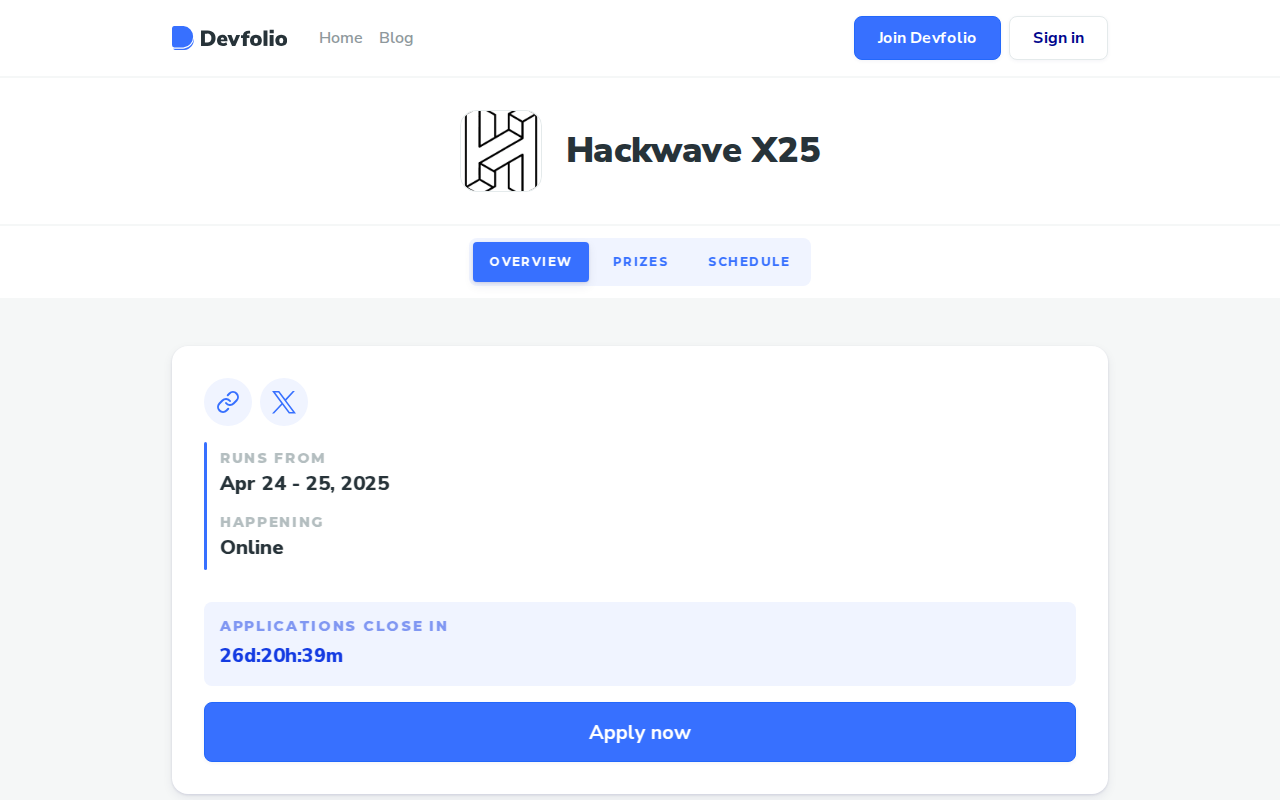 Devfolio
Home
Blog
Join Devfolio
Sign in
Hackwave X25
OVERVIEW
PRIZES
SCHEDULE
RUNS FROM
Apr 24 - 25, 2025
HAPPENING
Online
APPLICATIONS CLOSE IN
26d:20h:39m
Apply now